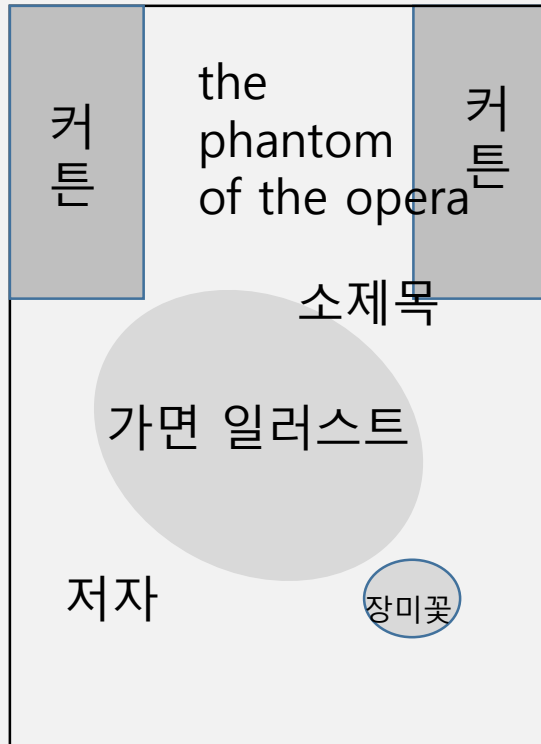 커
튼
the
phantom
of the opera
커
튼
소제목
가면 일러스트
저자
장미꽃